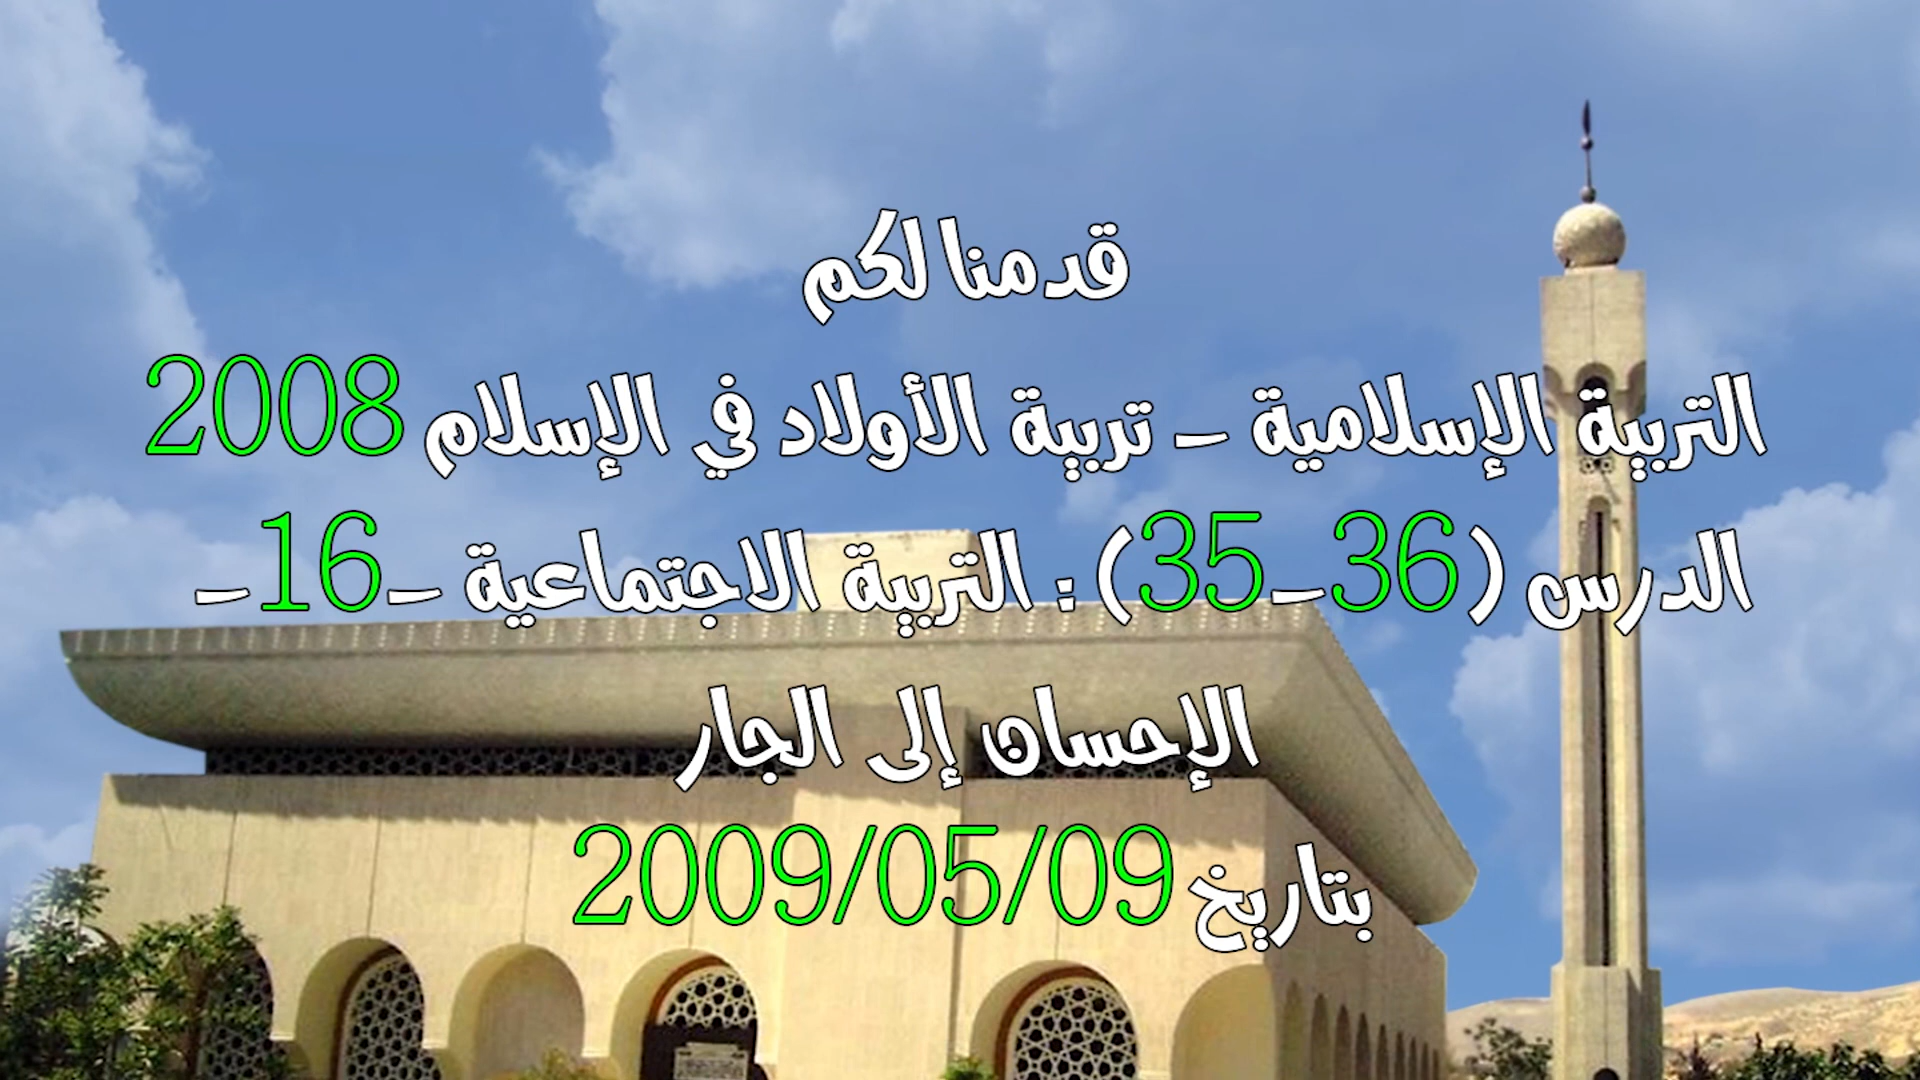 قدمنا لكم
التربية الإسلامية - تربية الأولاد في الإسلام 2008
الدرس (36-35) : التربية الاجتماعية -16-
الإحسان إلى الجار
بتاريخ 2009/05/09